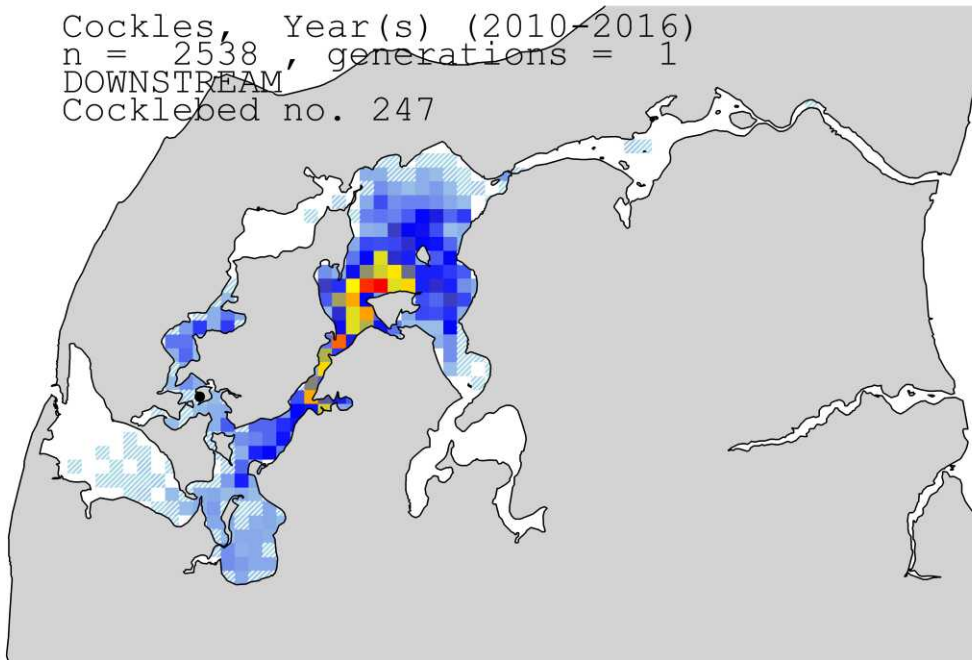 Cockles, Year(s) (2010-2016)
n = 2538 , generations = 1
DOWNSTREAM
Cocklebed no. 247